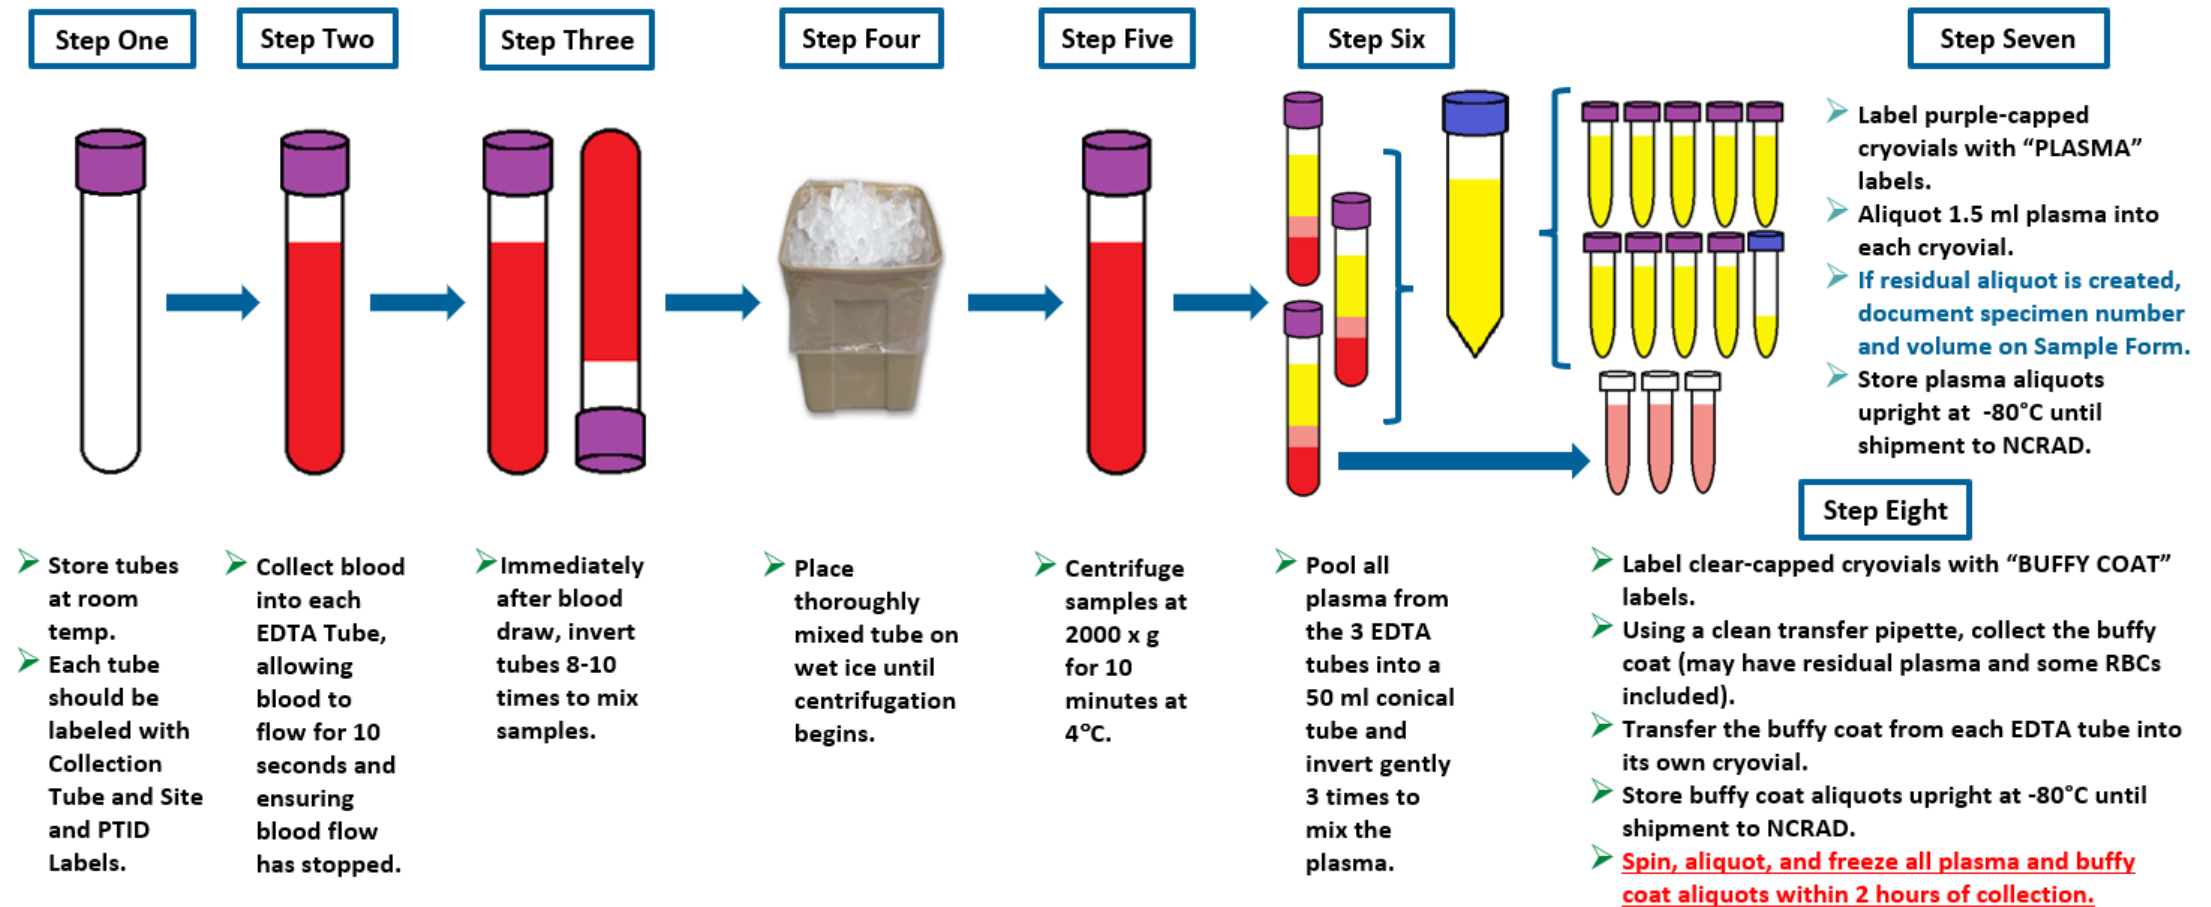 Step One
Step Two
Step Three
Step Four
Step Five
Step Six
Step Seven
Store tubes
at room
temp.
Each tube
should be
labeled with
Collection
Tube and Site
and PTID
Labels.
Collect blood
into each
EDTA Tube,
allowing
blood to
flow for 10
seconds and
ensuring
blood flow
has stopped.
Immediately
after blood
draw, invert
tubes 8-10
times to mix
samples.
Place
thoroughly
mixed tube on
wet ice until
centrifugation
begins.
Centrifuge
samples at
2000 x g
for 10
minutes at
4°C.
Pool all
plasma from
the 3 EDTA
tubes into a
50 ml conical
tube and
invert gently
3 times to
mix the
plasma.
Label purple-capped
cryovials with “PLASMA”
labels.
Aliquot 1.5 ml plasma into
each cryovial.
If residual aliquot is created,
document specimen number
and volume on Sample Form.
Store plasma aliquots
upright at -80°C until
shipment to NCRAD.
Step Eight
Label clear-capped cryovials with “BUFFY COAT”
labels.
Using a clean transfer pipette, collect the buffy
coat (may have residual plasma and some RBCs
included).
Transfer the buffy coat from each EDTA tube into
its own cryovial.
Store buffy coat aliquots upright at -80°C until
shipment to NCRAD.
Spin, aliquot, and freeze all plasma and buffy
coat aliquots within 2 hours of collection.